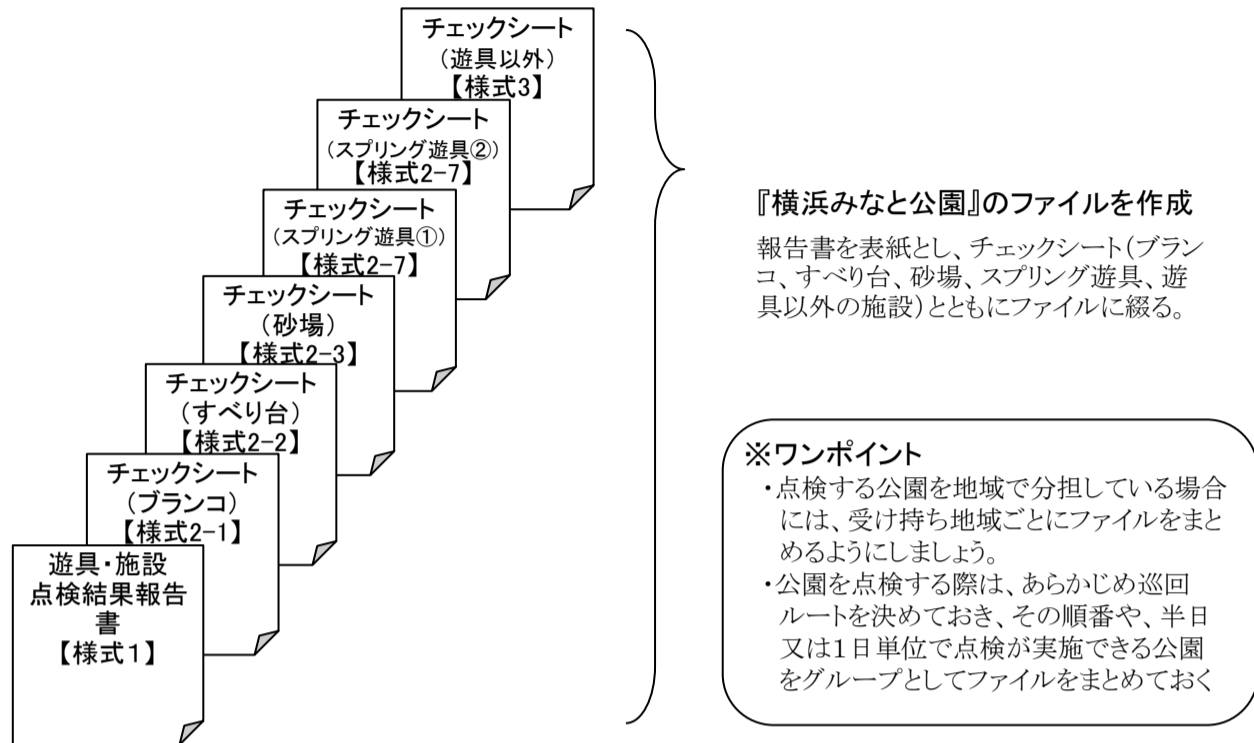 チェックシート
(遊具以外)
【様式3】
チェックシート
(スプリング遊具②)
【様式2-7】
チェックシート
(スプリング遊具①)
【様式2-7】
チェックシート
(砂場)
【様式2-3】
チェックシート
(すべり台)
【様式2-2】
チェックシート
(ブランコ)
【様式2-1】
遊具・施設
点検結果報告
書
【様式1】
『横浜みなと公園』のファイルを作成
報告書を表紙とし、チェックシート(ブラン
コ、すべり台、砂場、スプリング遊具、遊
具以外の施設)とともにファイルに綴る。
※ワンポイント
・点検する公園を地域で分担している場合
には、受け持ち地域ごとにファイルをまと
めるようにしましょう。
・公園を点検する際は、あらかじめ巡回
ルートを決めておき、その順番や、半日
又は1日単位で点検が実施できる公園
をグループとしてファイルをまとめておく